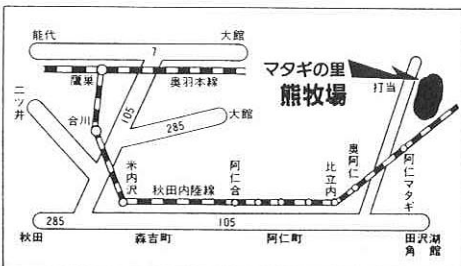 能代
7
大館
鷹巣
奥羽本線
マタギの里
熊牧場
打当
二ツ井
合川
105
285
大館
米内沢
秋田内陸線
阿仁合
比立内
奥阿仁
阿仁マタギ
285
105
秋田
森吉町
阿仁町
田沢湖
角館